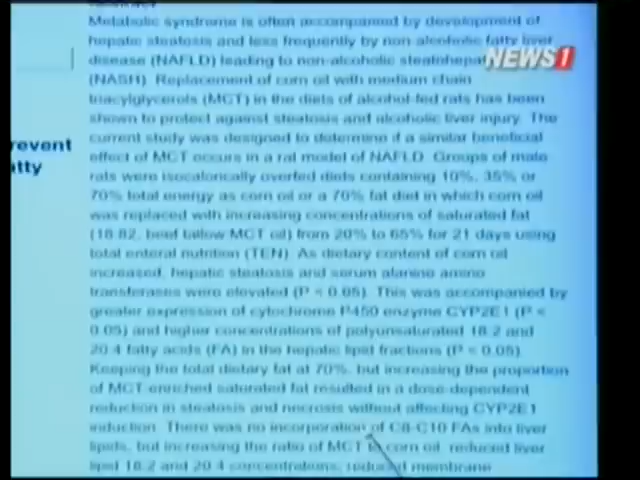 Metabolic syndrome is often accompanied by development of
hepatic steatosis and less frequently by non-alcoholic fatty liver
disease (NAFLD) leading to non-alcoholic
NEWS1
(NASH). Replacement of corn oil with medium chain
triacylglycerols (MCT) in the diets of alcohol-fed rats has been
shown to protect against steatosis and alcoholic liver injury. The
current study was designed to determine if a similar beneficial
revent
effect of MCT occurs in a rat model of NAFLD. Groups of male
atty
rats were isocalorically overfed diets containing 10%, 35% or
70% total energy as corn oil or a 70% fat diet in which corn oil
was replaced with increasing concentrations of saturated fat
(18:82, beef tallow:MCT oil) from 20% to 65% for 21 days using
total enteral nutrition (TEN). As dietary content of corn oil
increased, hepatic steatosis and serum alanine amino
transferases were elevated (P < 0.05). This was accompanied by
greater expression of cytochrome P450 enzyme CYP2E1 (P <
0.05) and higher concentrations of polyunsaturated 18:2 and
20:4 fatty acids (FA) in the hepatic lipid fractions (P < 0.05).
Keeping the total dietary fat at 70%, but increasing the proportion
of MCT-enriched saturated fat resulted in a dose-dependent
reduction in steatosis and necrosis without affecting CYP2E1
induction. There was no incorporation of C8-C10 FAs into liver
lipids, but increasing the ratio of MCT to corn oil: reduced liver
lipid 18:2 and 20:4 concentrations; reduced membrane